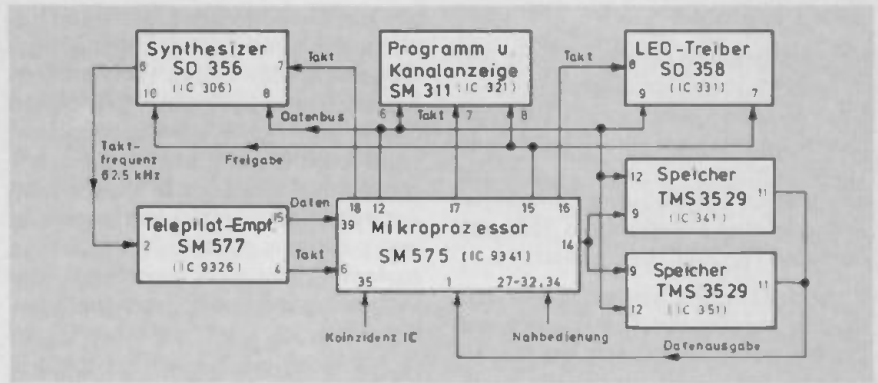 Synthesizer
SO 356
(IC 306)
6
7
10
8
Takt
Programm u.
Kanalanzeige
SM 311 (IC 321)
6
Takt
7
8
Takt
LEO-Treiber
SO 358
(IC 331)
8
9
7
Datenbus
Freigabe
Takt-
frequenz
62.5 kHz
Telepilot-Empf.
SM 577
(IC 9326)
2
15
4
Daten
Takt
18
12
17
15
16
39
6
14
Mikroprozessor
SM 575 (IC 9341)
35
1
27-32, 34
Koinzidenz IC
Nahbedienung
Speicher
TMS 3529
(IC 341)
12
9
11
Speicher
TMS 3529
(IC 351)
9
12
11
Datenausgabe